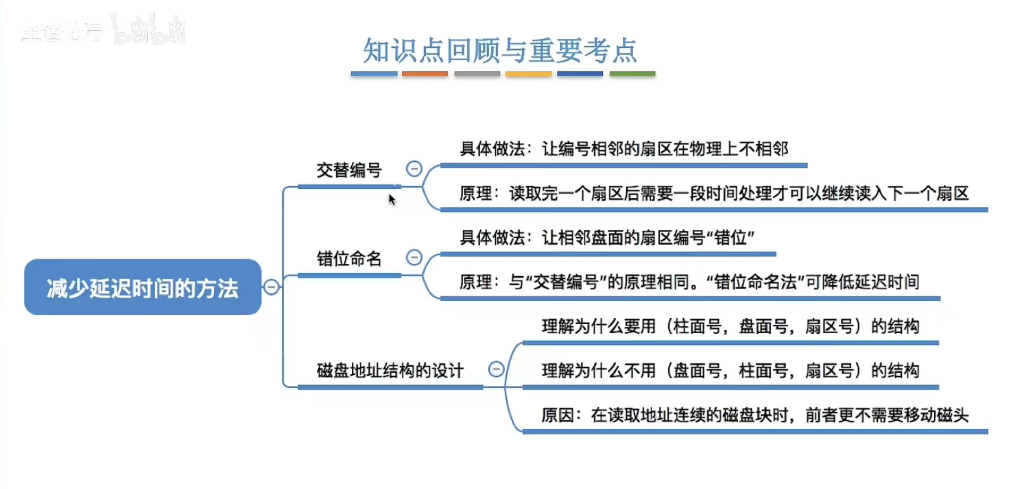 bilibili
知识点回顾与重要考点
减少延迟时间的方法
交替编号
具体做法：让编号相邻的扇区在物理上不相邻
原理：读取完一个扇区后需要一段时间处理才可以继续读入下一个扇区
错位命名
具体做法：让相邻盘面的扇区编号“错位”
原理：与“交替编号”的原理相同。“错位命名法”可降低延迟时间
磁盘地址结构的设计
理解为什么要用（柱面号，盘面号，扇区号）的结构
理解为什么不用（盘面号，柱面号，扇区号）的结构
原因：在读取地址连续的磁盘块时，前者更不需要移动磁头